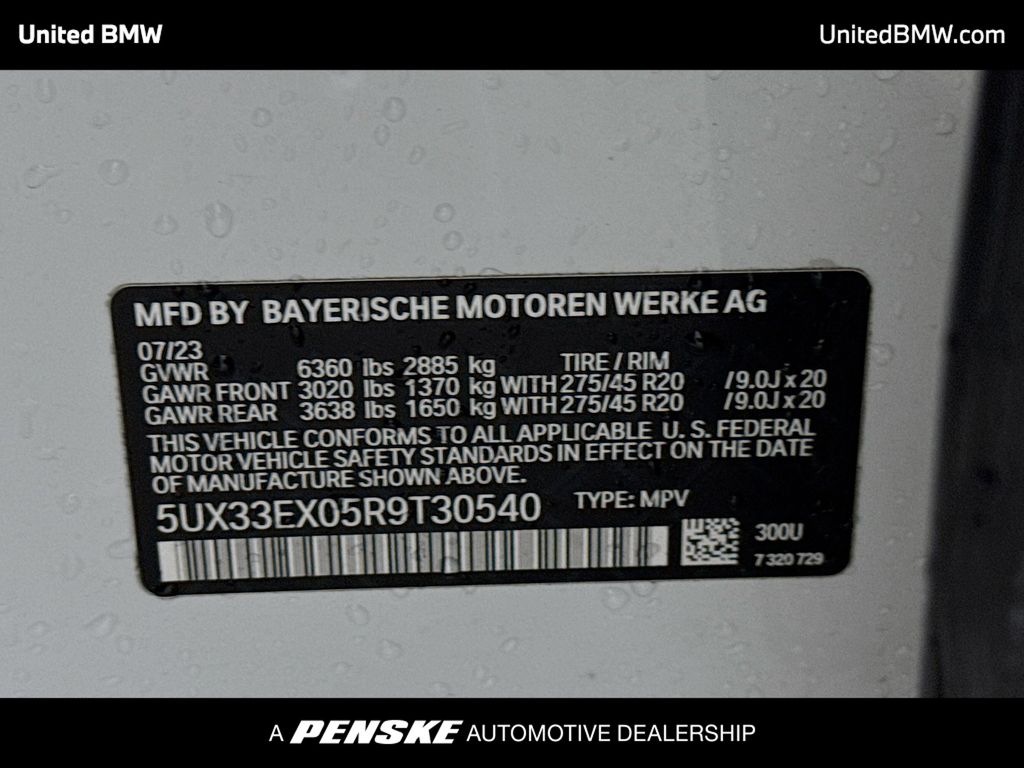 United BMW
UnitedBMW.com
MFD BY BAYERISCHE MOTOREN WERKE AG
07/23
GVWR 6360 lbs 2885 kg TIRE / RIM
GAWR FRONT 3020 lbs 1370 kg WITH 275/45 R20 /9.0J x 20
GAWR REAR 3638 lbs 1650 kg WITH 275/45 R20 /9.0J x 20
THIS VEHICLE CONFORMS TO ALL APPLICABLE U. S. FEDERAL
MOTOR VEHICLE SAFETY STANDARDS IN EFFECT ON THE DATE
OF MANUFACTURE SHOWN ABOVE.
5UX33EX05R9T30540 TYPE: MPV
300U
7 320 729
A PENSKE AUTOMOTIVE DEALERSHIP